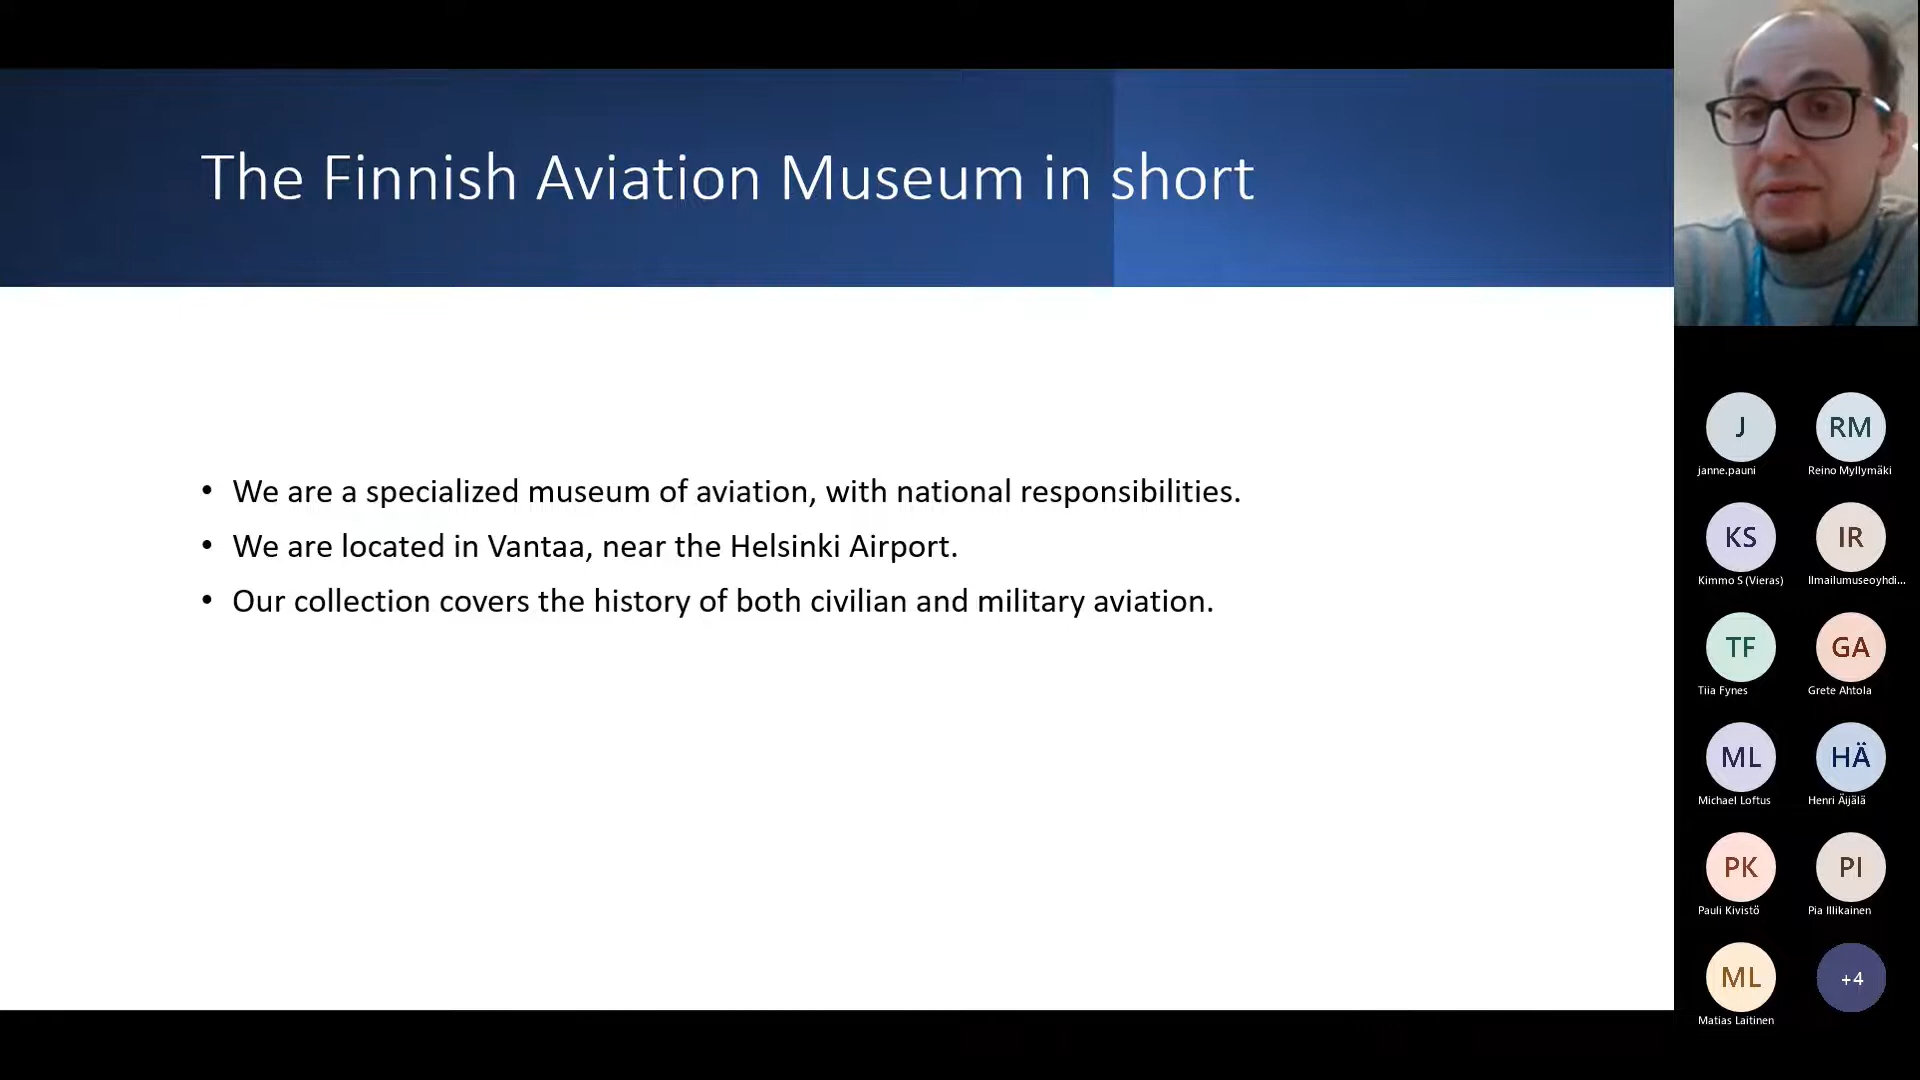 The Finnish Aviation Museum in short
• We are a specialized museum of aviation, with national responsibilities.
• We are located in Vantaa, near the Helsinki Airport.
• Our collection covers the history of both civilian and military aviation.
J RM
janne.pauni Reino Myllymäki
KS IR
Kimmo S (Vieras) Ilmailumuseoyhdi...
TF GA
Tiia Fynes Grete Ahtola
ML HÄ
Michael Loftus Henri Äijälä
PK PI
Pauli Kivistö Pia Illikainen
ML +4
Matias Laitinen